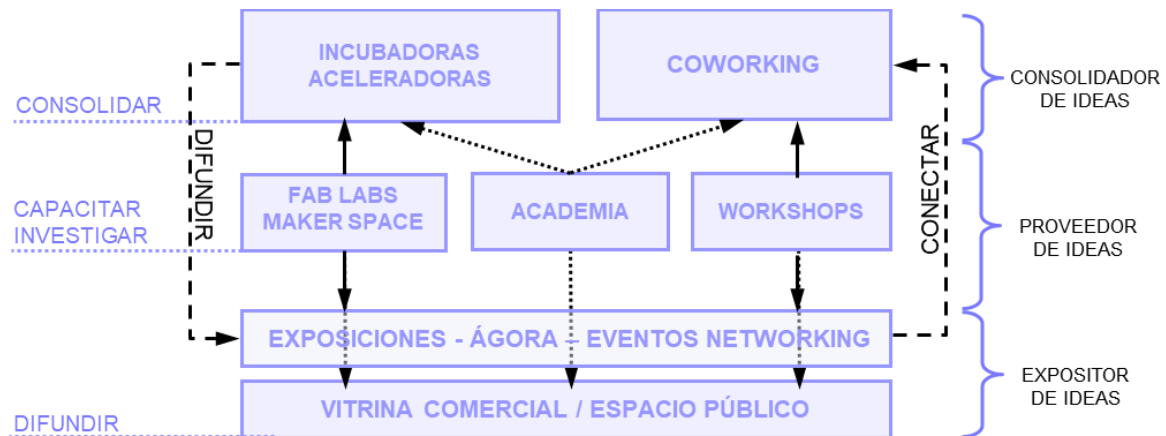 INCUBADORAS
ACELERADORAS
COWORKING
CONSOLIDADOR
DE IDEAS
CONSOLIDAR
DIFUNDIR
CONECTAR
FAB LABS
MAKER SPACE
ACADEMIA
WORKSHOPS
CAPACITAR
INVESTIGAR
PROVEEDOR
DE IDEAS
EXPOSICIONES - ÁGORA – EVENTOS NETWORKING
EXPOSITOR
DE IDEAS
VITRINA COMERCIAL / ESPACIO PÚBLICO
DIFUNDIR